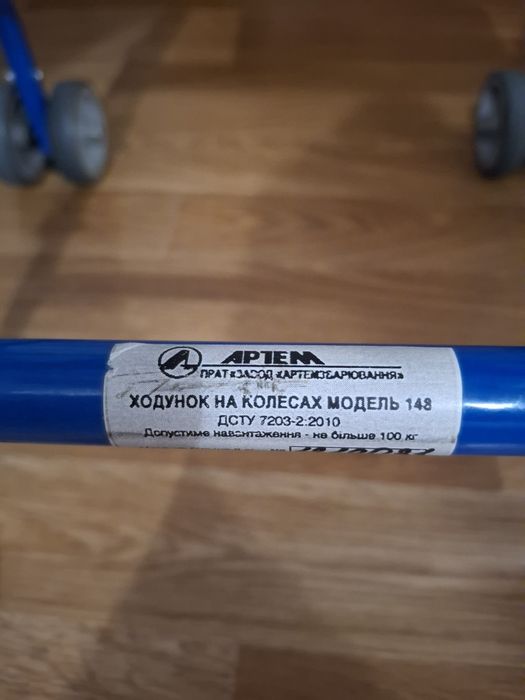 АРТЕМ
ПРАТ «ЗАВОД «АРТЕМЗВАРЮВАННЯ»
ХОДУНОК НА КОЛЕСАХ МОДЕЛЬ 148
ДСТУ 7203-2:2010
Допустиме навантаження - не більше 100 кг